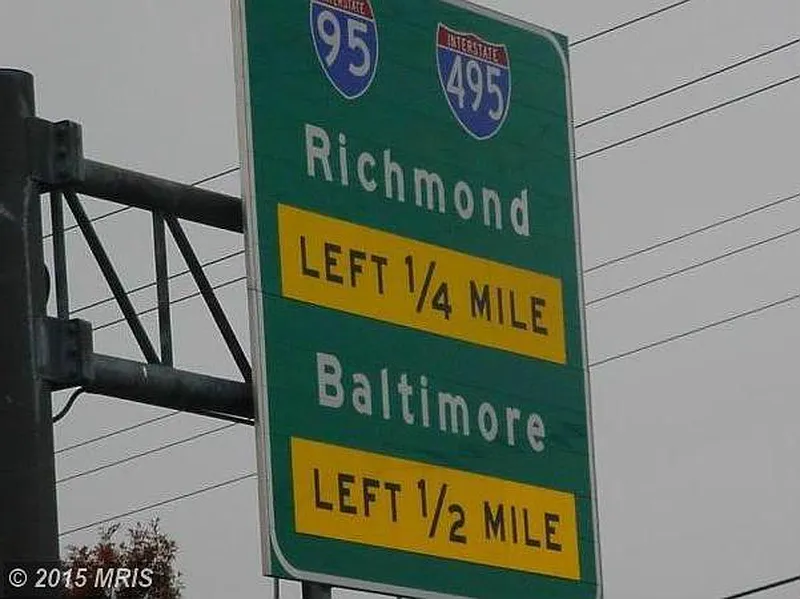 INTERSTATE
95
INTERSTATE
495
Richmond
LEFT 1/4 MILE
Baltimore
LEFT 1/2 MILE
© 2015 MRIS